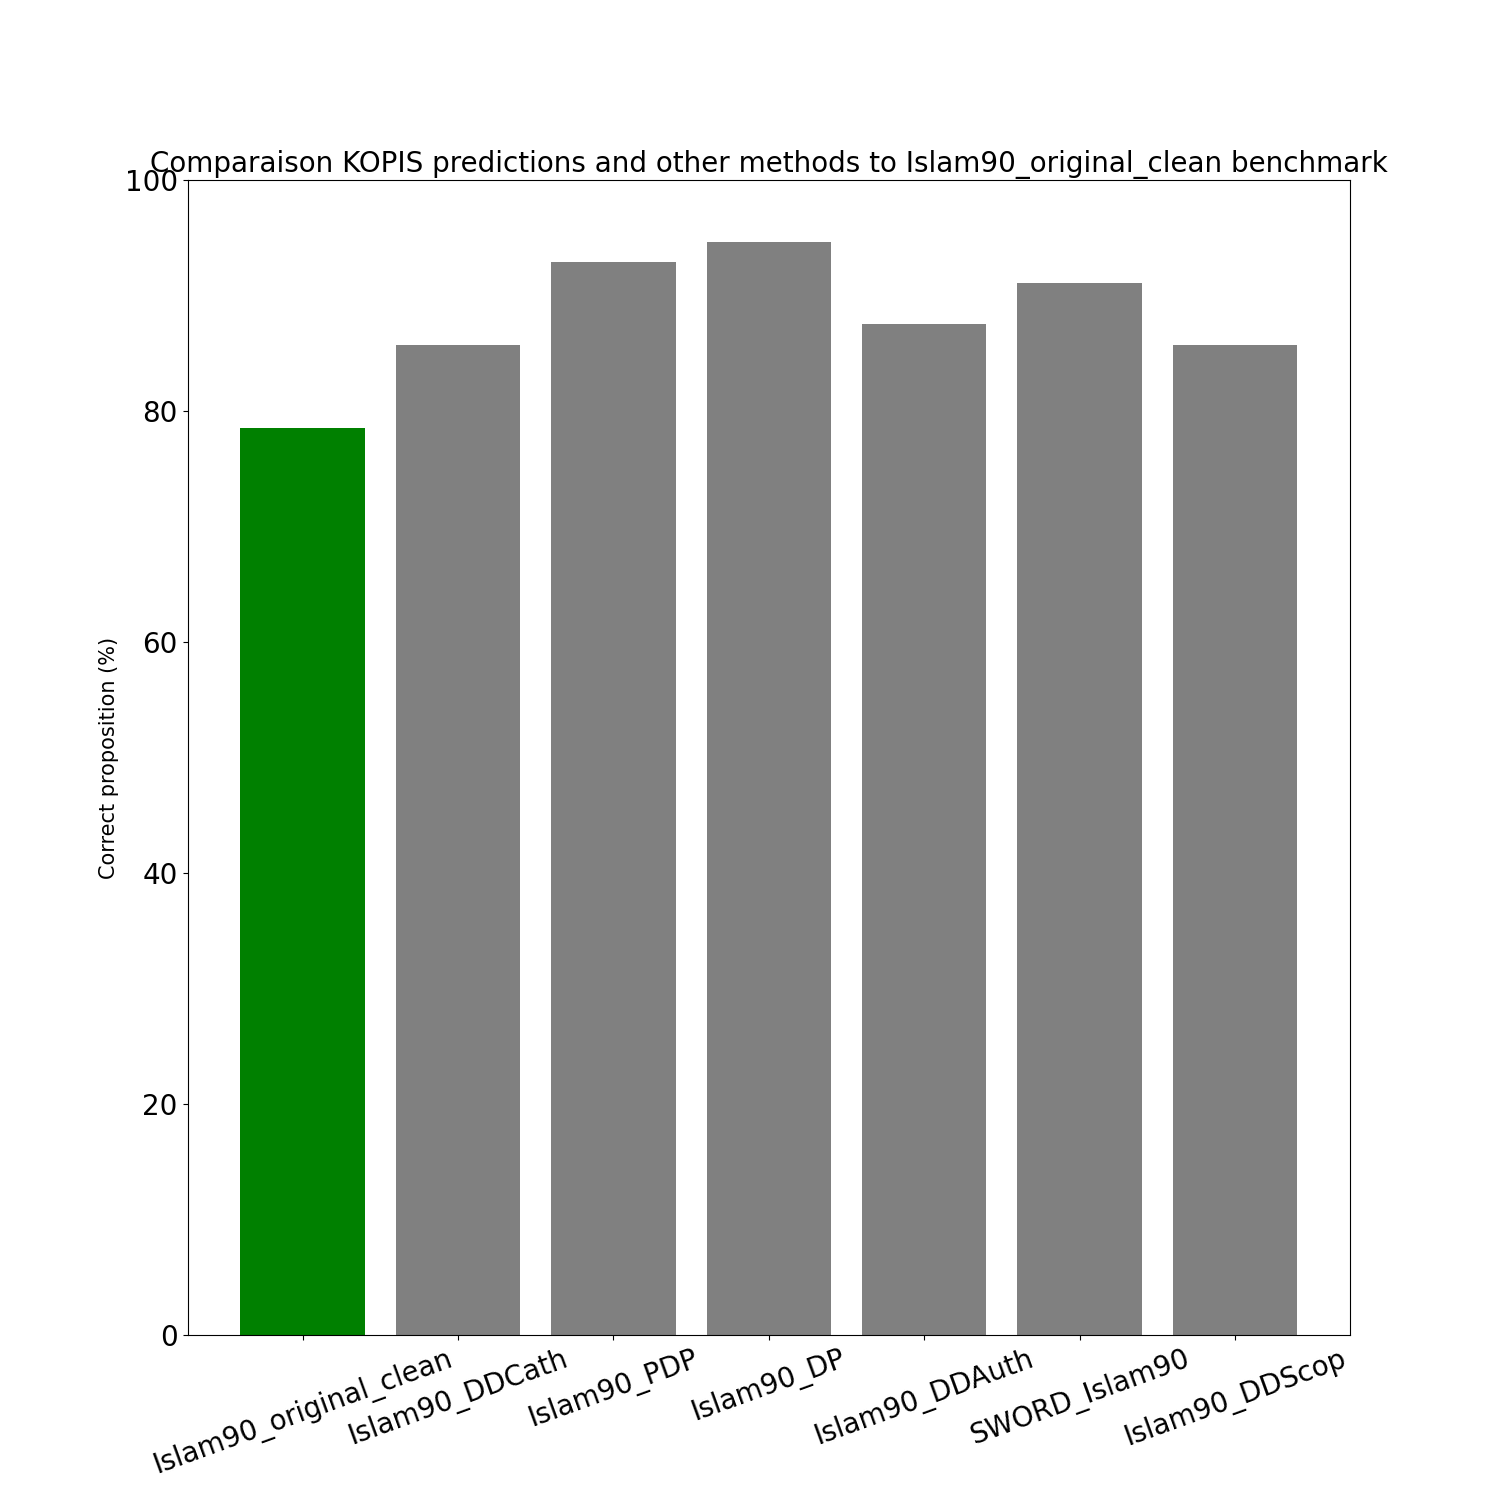 Comparaison KOPIS predictions and other methods to Islam90_original_clean benchmark
100
80
60
40
20
0
Correct proposition (%)
Islam90_original_clean
Islam90_DDCath
Islam90_PDP
Islam90_DP
Islam90_DDAuth
SWORD_Islam90
Islam90_DDScop